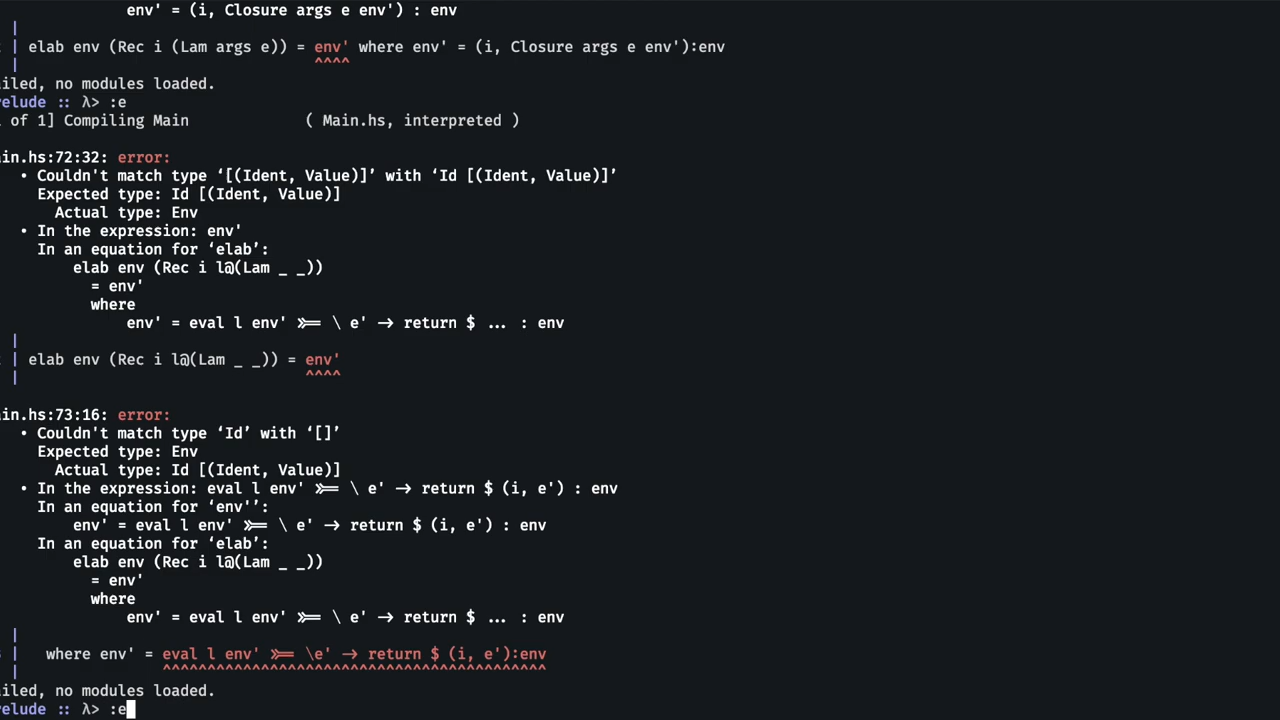 env' = (i, Closure args e env') : env
|
| elab env (Rec i (Lam args e)) = env' where env' = (i, Closure args e env'):env
| ^^^^
ailed, no modules loaded.
relude :: λ> :e
 of 1] Compiling Main ( Main.hs, interpreted )
ain.hs:72:32: error:
• Couldn't match type ‘[(Ident, Value)]’ with ‘Id [(Ident, Value)]’
Expected type: Id [(Ident, Value)]
Actual type: Env
• In the expression: env'
In an equation for ‘elab’:
elab env (Rec i l@(Lam _ _))
= env'
where
env' = eval l env' >>= \ e' -> return $ ... : env
|
| elab env (Rec i l@(Lam _ _)) = env'
| ^^^^
ain.hs:73:16: error:
• Couldn't match type ‘Id’ with ‘[]’
Expected type: Env
Actual type: Id [(Ident, Value)]
• In the expression: eval l env' >>= \ e' -> return $ (i, e') : env
In an equation for ‘env'’:
env' = eval l env' >>= \ e' -> return $ (i, e') : env
In an equation for ‘elab’:
elab env (Rec i l@(Lam _ _))
= env'
where
env' = eval l env' >>= \ e' -> return $ ... : env
|
| where env' = eval l env' >>= \e' -> return $ (i, e'):env
| ^^^^^^^^^^^^^^^^^^^^^^^^^^^^^^^^^^^^^^^^^^^
ailed, no modules loaded.
relude :: λ> :e